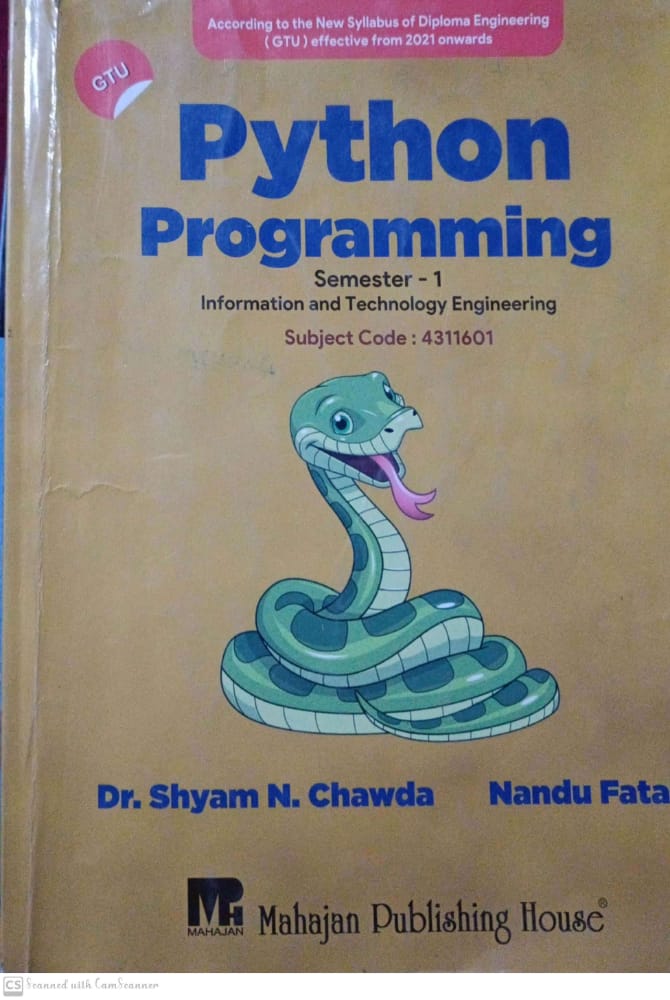 According to the New Syllabus of Diploma Engineering
( GTU ) effective from 2021 onwards
GTU
Python
Programming
Semester - 1
Information and Technology Engineering
Subject Code : 4311601
Dr. Shyam N. Chawda Nandu Fata
MAHAJAN
Mahajan Publishing House®
CS Scanned with CamScanner